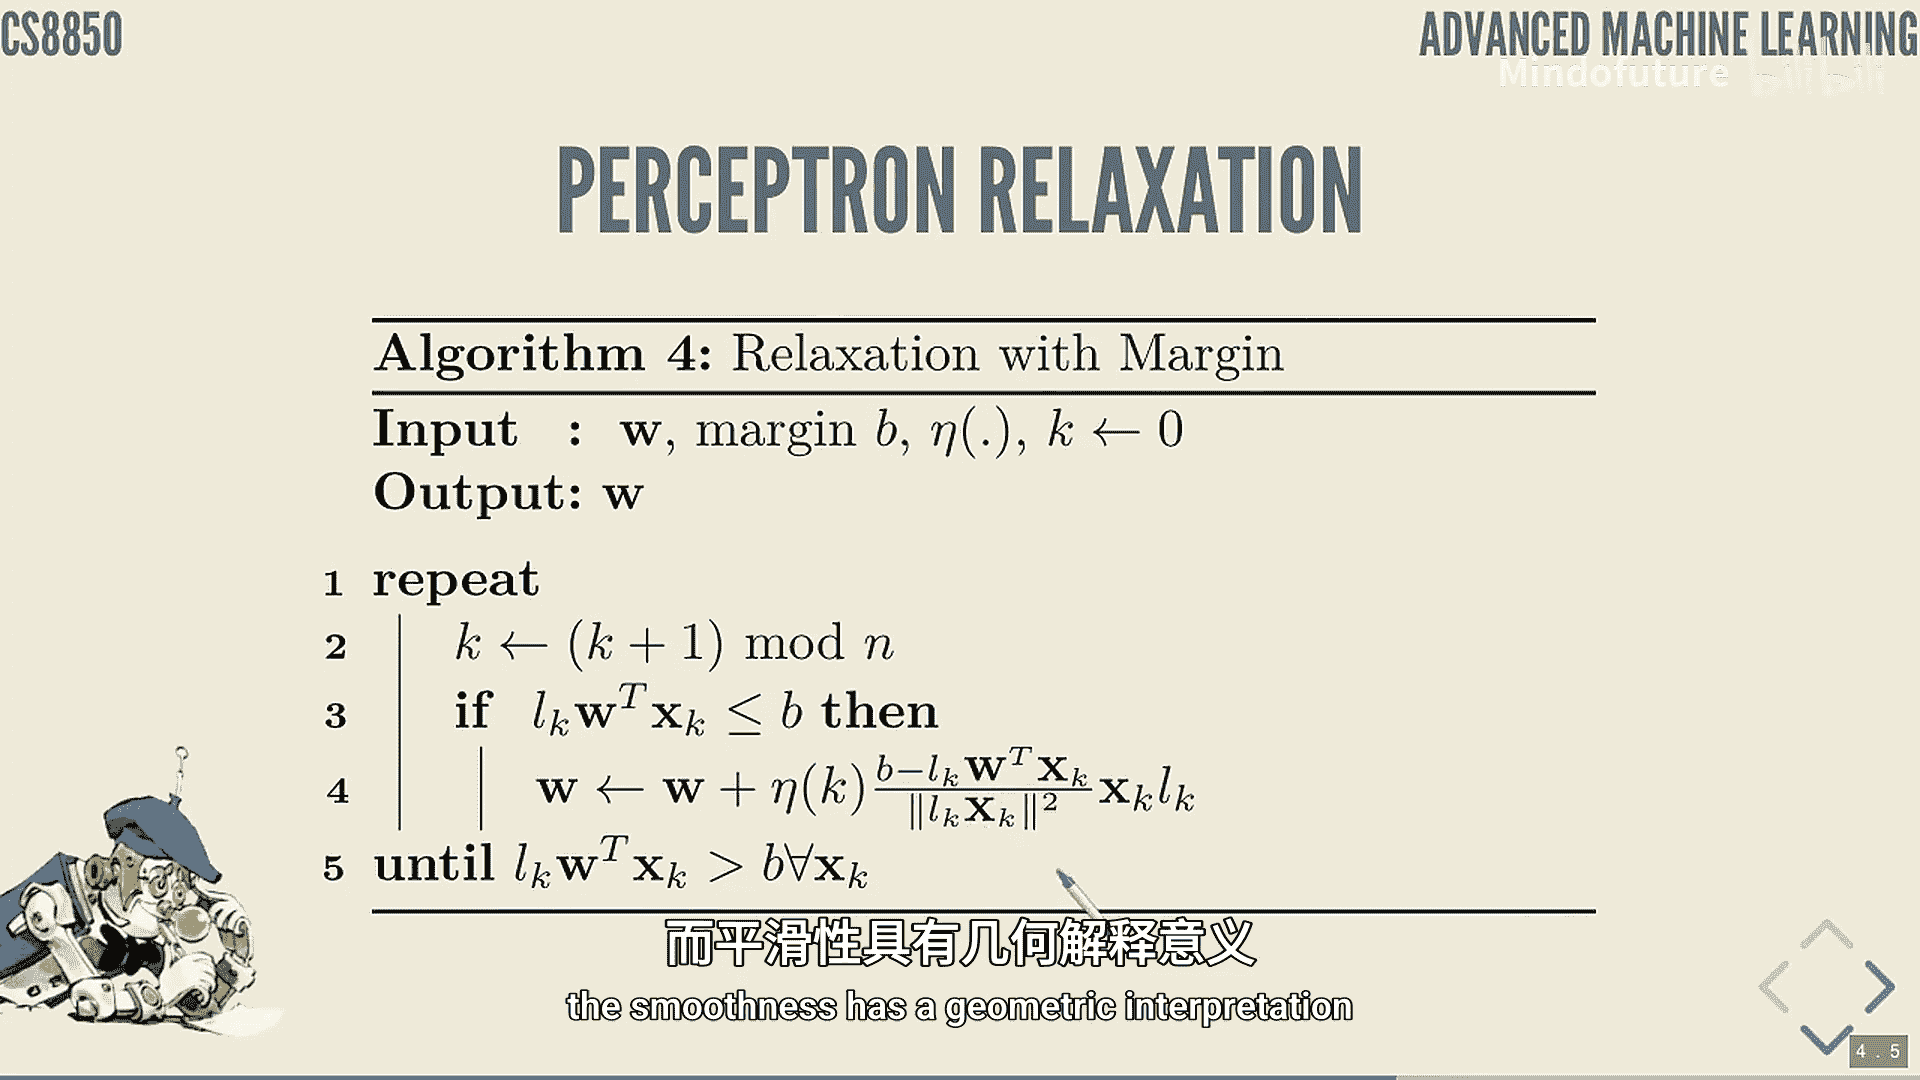 CS8850
ADVANCED MACHINE LEARNING
Mindofuture bilibili
PERCEPTRON RELAXATION
Algorithm 4: Relaxation with Margin
Input : w, margin b, η(.), k ← 0
Output: w
1 repeat
2 k ← (k + 1) mod n
3 if l_k w^T x_k ≤ b then
4 w ← w + η(k) \frac{b − l_k w^T x_k}{‖l_k x_k‖^2} x_k l_k
5 until l_k w^T x_k > b∀x_k
而平滑性具有几何解释意义
the smoothness has a geometric interpretation
4 . 5